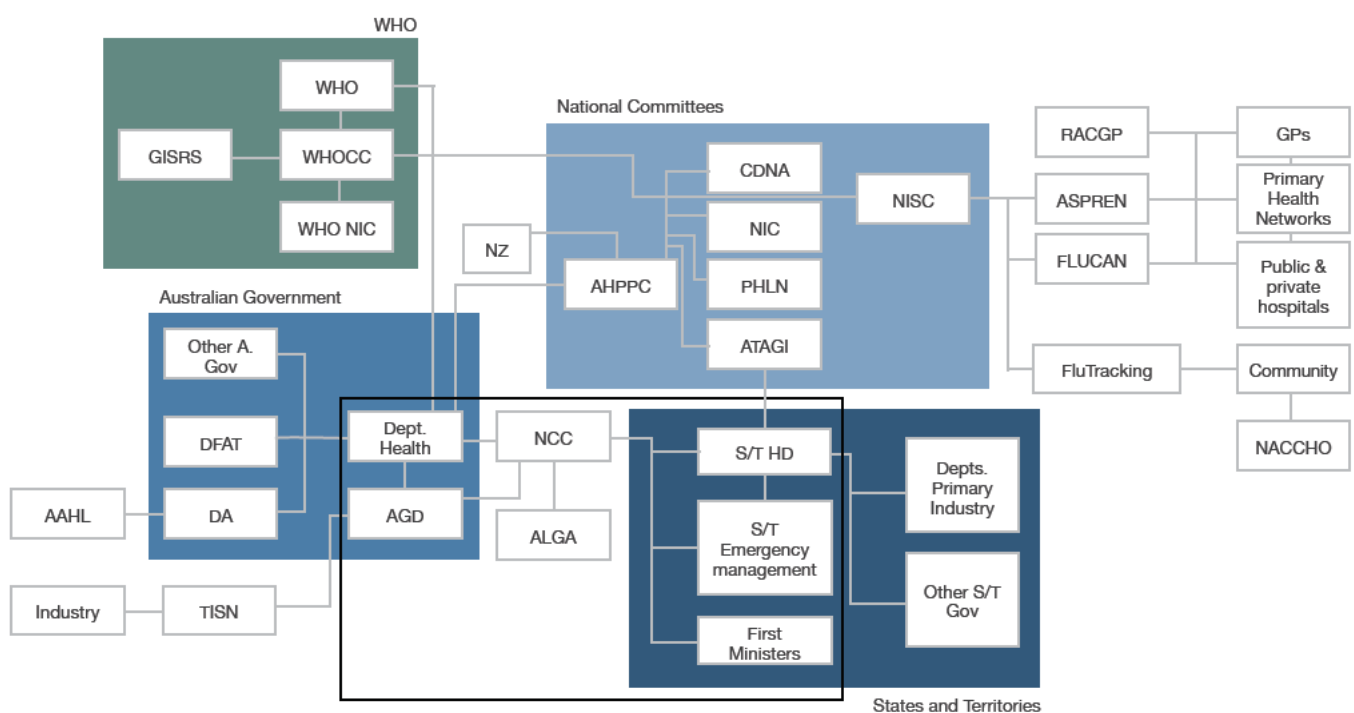 WHO
WHO
GISRS
WHOCC
WHO NIC
National Committees
CDNA
NIC
NISC
NZ
AHPPC
PHLN
ATAGI
RACGP
GPs
ASPREN
Primary
Health
Networks
FLUCAN
Public &
private
hospitals
FluTracking
Community
NACCHO
Australian Government
Other A.
Gov
DFAT
Dept.
Health
NCC
AAHL
DA
AGD
ALGA
Industry
TISN
S/T HD
Depts.
Primary
Industry
S/T
Emergency
management
Other S/T
Gov
First
Ministers
States and Territories